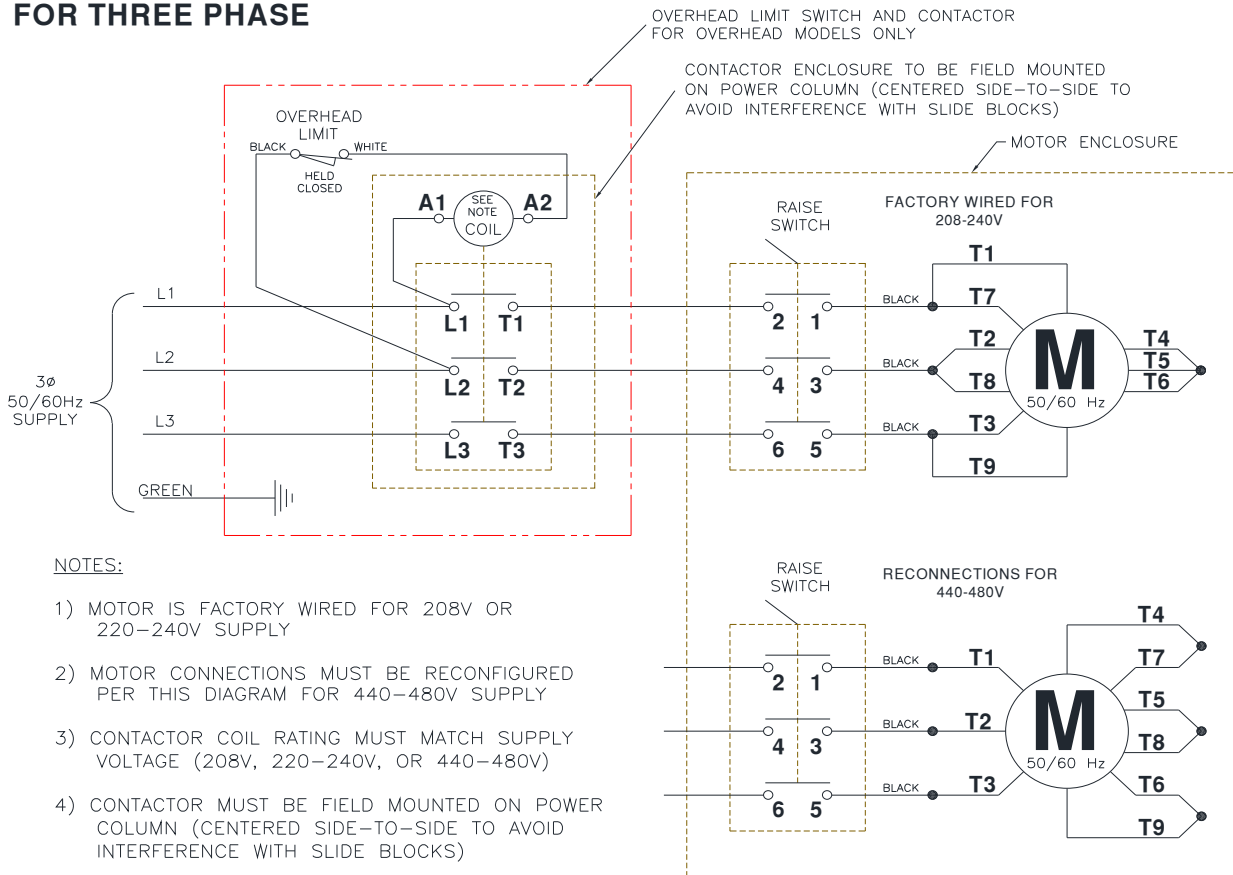 FOR THREE PHASE
OVERHEAD LIMIT SWITCH AND CONTACTOR
FOR OVERHEAD MODELS ONLY
CONTACTOR ENCLOSURE TO BE FIELD MOUNTED
ON POWER COLUMN (CENTERED SIDE-TO-SIDE TO
AVOID INTERFERENCE WITH SLIDE BLOCKS)
MOTOR ENCLOSURE
OVERHEAD
LIMIT
BLACK
WHITE
HELD
CLOSED
A1
SEE
NOTE
COIL
A2
RAISE
SWITCH
FACTORY WIRED FOR
208-240V
3ø
50/60Hz
SUPPLY
L1
L2
L3
GREEN
L1
T1
L2
T2
L3
T3
2
1
4
3
6
5
BLACK
BLACK
BLACK
T1
T7
T2
T8
T3
T9
M
50/60 Hz
T4
T5
T6
NOTES:
1) MOTOR IS FACTORY WIRED FOR 208V OR
220-240V SUPPLY
2) MOTOR CONNECTIONS MUST BE RECONFIGURED
PER THIS DIAGRAM FOR 440-480V SUPPLY
3) CONTACTOR COIL RATING MUST MATCH SUPPLY
VOLTAGE (208V, 220-240V, OR 440-480V)
4) CONTACTOR MUST BE FIELD MOUNTED ON POWER
COLUMN (CENTERED SIDE-TO-SIDE TO AVOID
INTERFERENCE WITH SLIDE BLOCKS)
RAISE
SWITCH
RECONNECTIONS FOR
440-480V
2
1
4
3
6
5
BLACK
BLACK
BLACK
T1
T2
T3
M
50/60 Hz
T4
T7
T5
T8
T6
T9